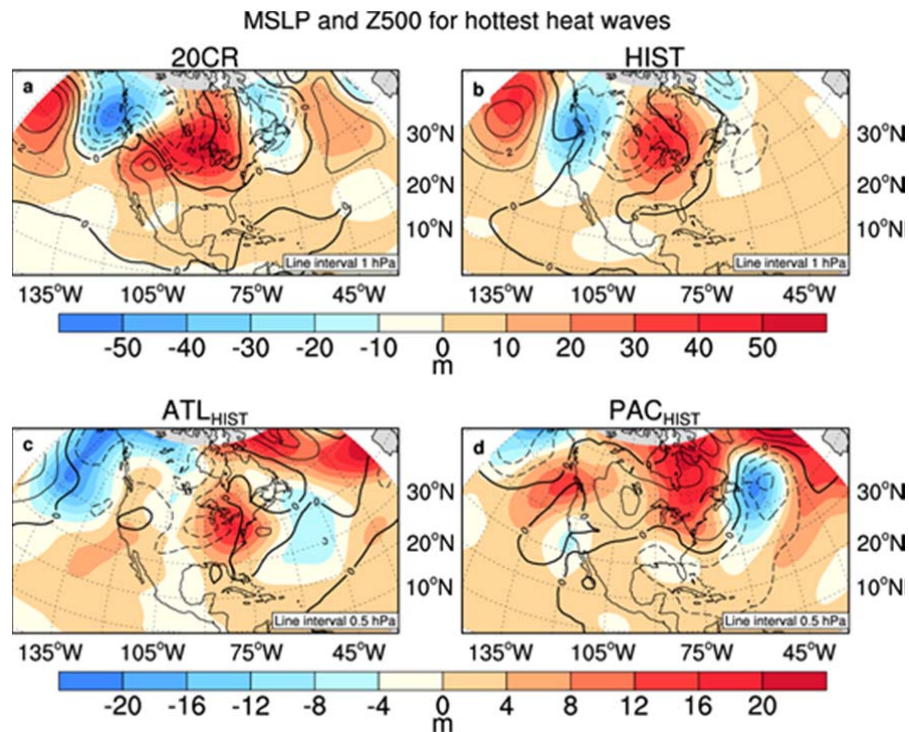 MSLP and Z500 for hottest heat waves
20CR
HIST
a
b
30°N
30°N
20°N
20°N
10°N
10°N
Line interval 1 hPa
Line interval 1 hPa
135°W 105°W 75°W 45°W
135°W 105°W 75°W 45°W
-50 -40 -30 -20 -10 0 10 20 30 40 50
m
ATL HIST
PAC HIST
c
d
30°N
30°N
20°N
20°N
10°N
10°N
Line interval 0.5 hPa
Line interval 0.5 hPa
135°W 105°W 75°W 45°W
135°W 105°W 75°W 45°W
-20 -16 -12 -8 -4 0 4 8 12 16 20
m